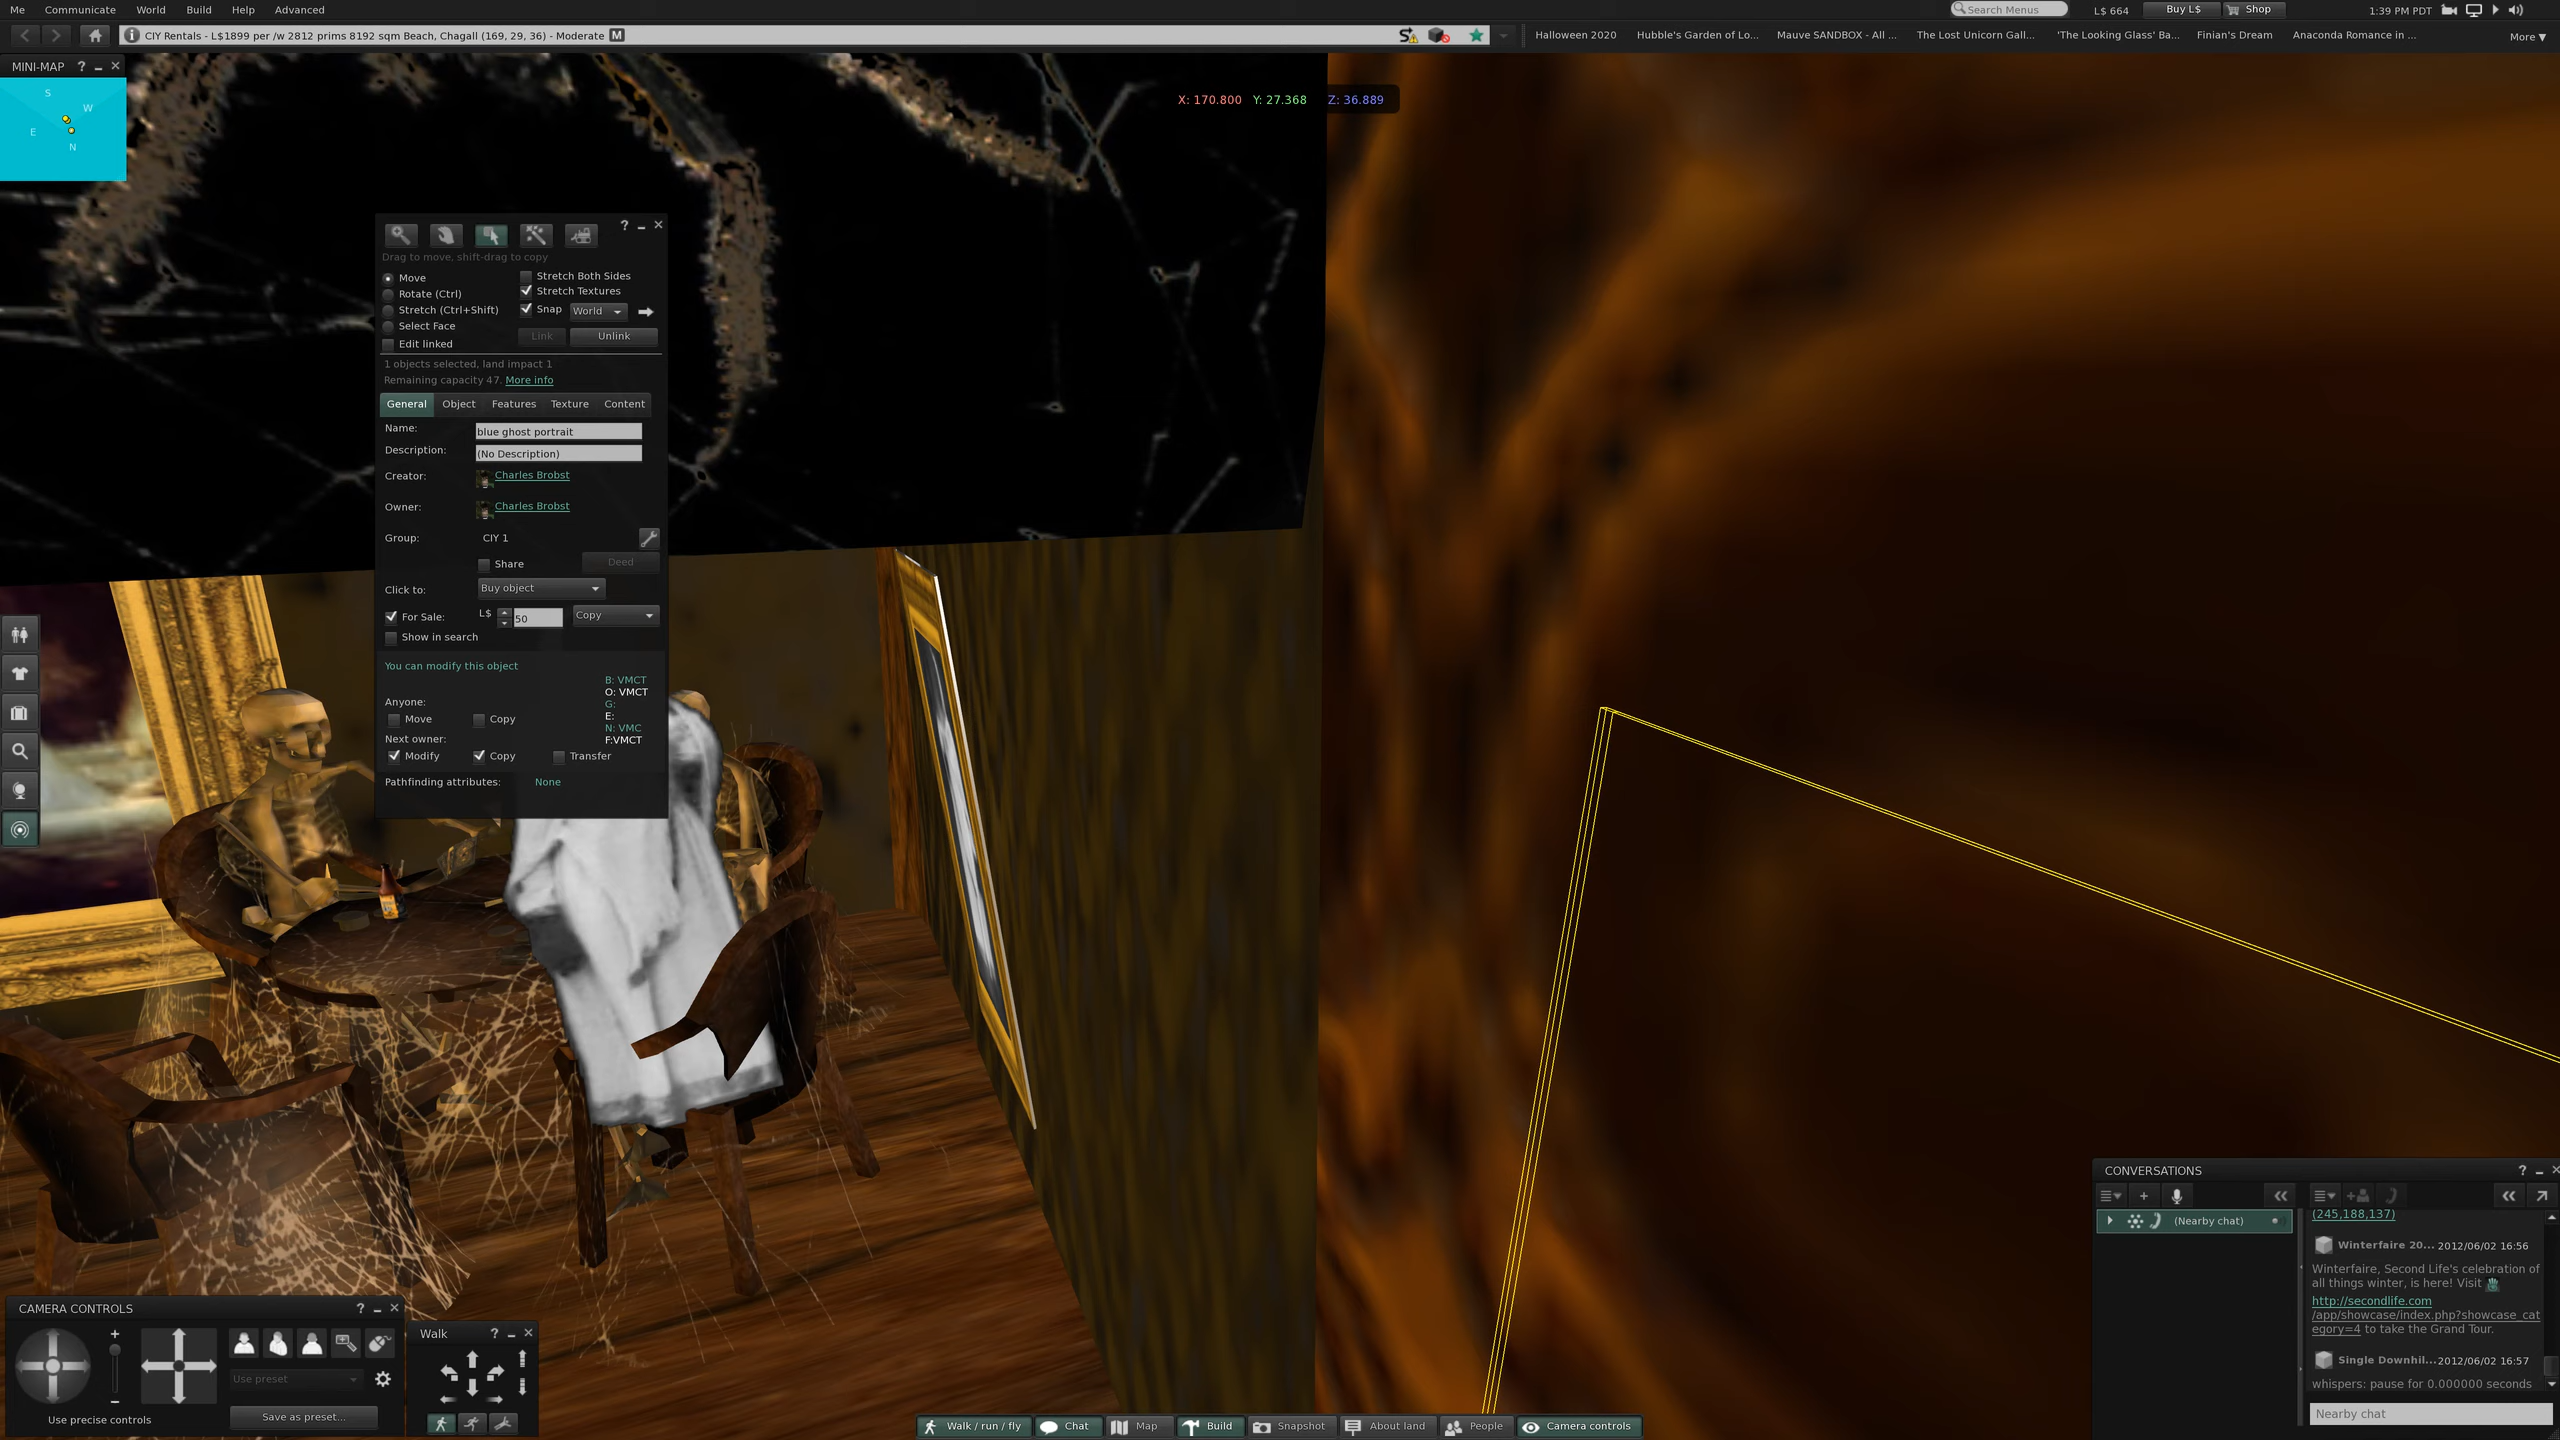 Me Communicate World Build Help Advanced
Search Menus L$ 664 Buy L$ Shop 1:39 PM PDT
CIY Rentals - L$1899 per /w 2812 prims 8192 sqm Beach, Chagall (169, 29, 36) - Moderate M
Halloween 2020 Hubble's Garden of Lo... Mauve SANDBOX - All ... The Lost Unicorn Gall... 'The Looking Glass' Ba... Finian's Dream Anaconda Romance in ... More ▼
MINI-MAP ?
S
W
E
N
X: 170.800 Y: 27.368 Z: 36.889
Drag to move, shift-drag to copy
Move
Rotate (Ctrl)
Stretch (Ctrl+Shift)
Select Face
Edit linked
Stretch Both Sides
Stretch Textures
Snap World
Link Unlink
1 objects selected, land impact 1
Remaining capacity 47. More info
General Object Features Texture Content
Name: blue ghost portrait
Description: (No Description)
Creator: Charles Brobst
Owner: Charles Brobst
Group: CIY 1
Share Deed
Click to: Buy object
For Sale: L$ 50 Copy
Show in search
You can modify this object
B: VMCT
O: VMCT
G:
E:
N: VMC
F:VMCT
Anyone:
Move Copy
Next owner:
Modify Copy Transfer
Pathfinding attributes: None
CAMERA CONTROLS ?
Use preset
Use precise controls
Save as preset...
Walk ?
Walk / run / fly Chat Map Build Snapshot About land People Camera controls
CONVERSATIONS ?
(Nearby chat)
(245,188,137)
Winterfaire 20... 2012/06/02 16:56
Winterfaire, Second Life's celebration of
all things winter, is here! Visit
http://secondlife.com
/app/showcase/index.php?showcase_cat
egory=4 to take the Grand Tour.
Single Downhil... 2012/06/02 16:57
whispers: pause for 0.000000 seconds
Nearby chat